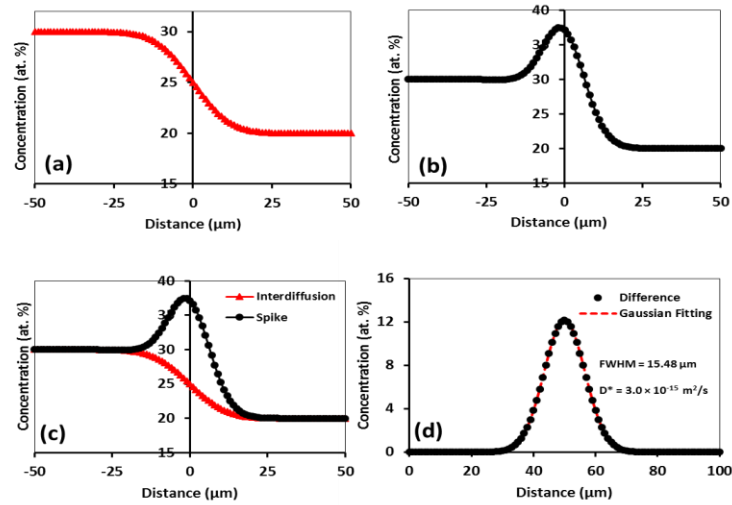 Concentration (at. %)
30
25
20
15
(a)
-50 -25 0 25 50
Distance (µm)
Concentration (at. %)
40
35
30
25
20
15
(b)
-50 -25 0 25 50
Distance (µm)
Concentration (at. %)
40
35
30
25
20
15
Interdiffusion
Spike
(c)
-50 -25 0 25 50
Distance (µm)
Concentration (at. %)
16
12
8
4
0
Difference
Gaussian Fitting
FWHM = 15.48 µm
D* = 3.0 × 10⁻¹⁵ m²/s
(d)
0 20 40 60 80 100
Distance (µm)